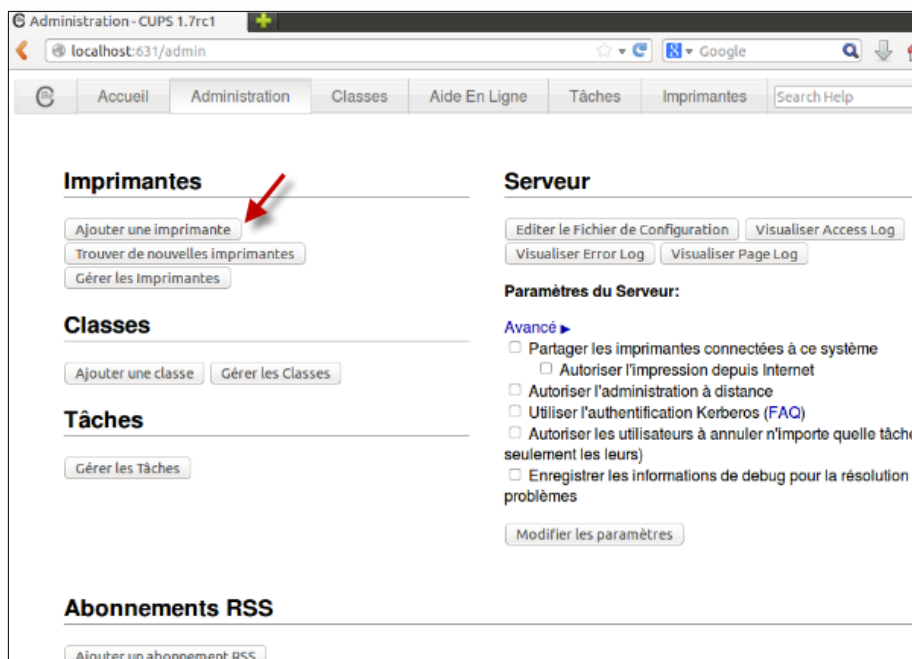 Administration - CUPS 1.7rc1
localhost:631/admin
Google
Accueil
Administration
Classes
Aide En Ligne
Tâches
Imprimantes
Search Help
Imprimantes
Ajouter une imprimante
Trouver de nouvelles imprimantes
Gérer les Imprimantes
Classes
Ajouter une classe
Gérer les Classes
Tâches
Gérer les Tâches
Serveur
Editer le Fichier de Configuration
Visualiser Access Log
Visualiser Error Log
Visualiser Page Log
Paramètres du Serveur:
Avancé ▶
Partager les imprimantes connectées à ce système
Autoriser l'impression depuis Internet
Autoriser l'administration à distance
Utiliser l'authentification Kerberos (FAQ)
Autoriser les utilisateurs à annuler n'importe quelle tâche
seulement les leurs)
Enregistrer les informations de debug pour la résolution
problèmes
Modifier les paramètres
Abonnements RSS
Ajouter un abonnement RSS